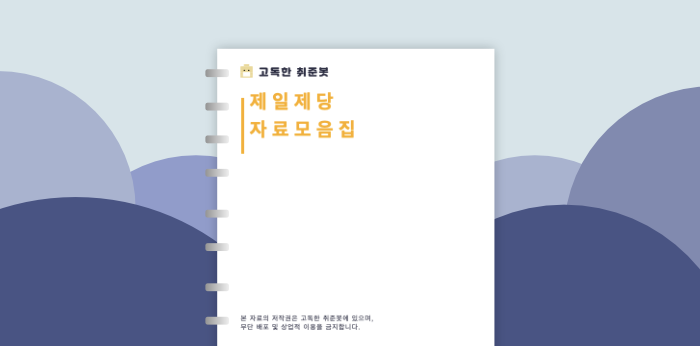 고독한 취준봇
제일제당
자료모음집
본 자료의 저작권은 고독한 취준봇에 있으며,
무단 배포 및 상업적 이용을 금지합니다.